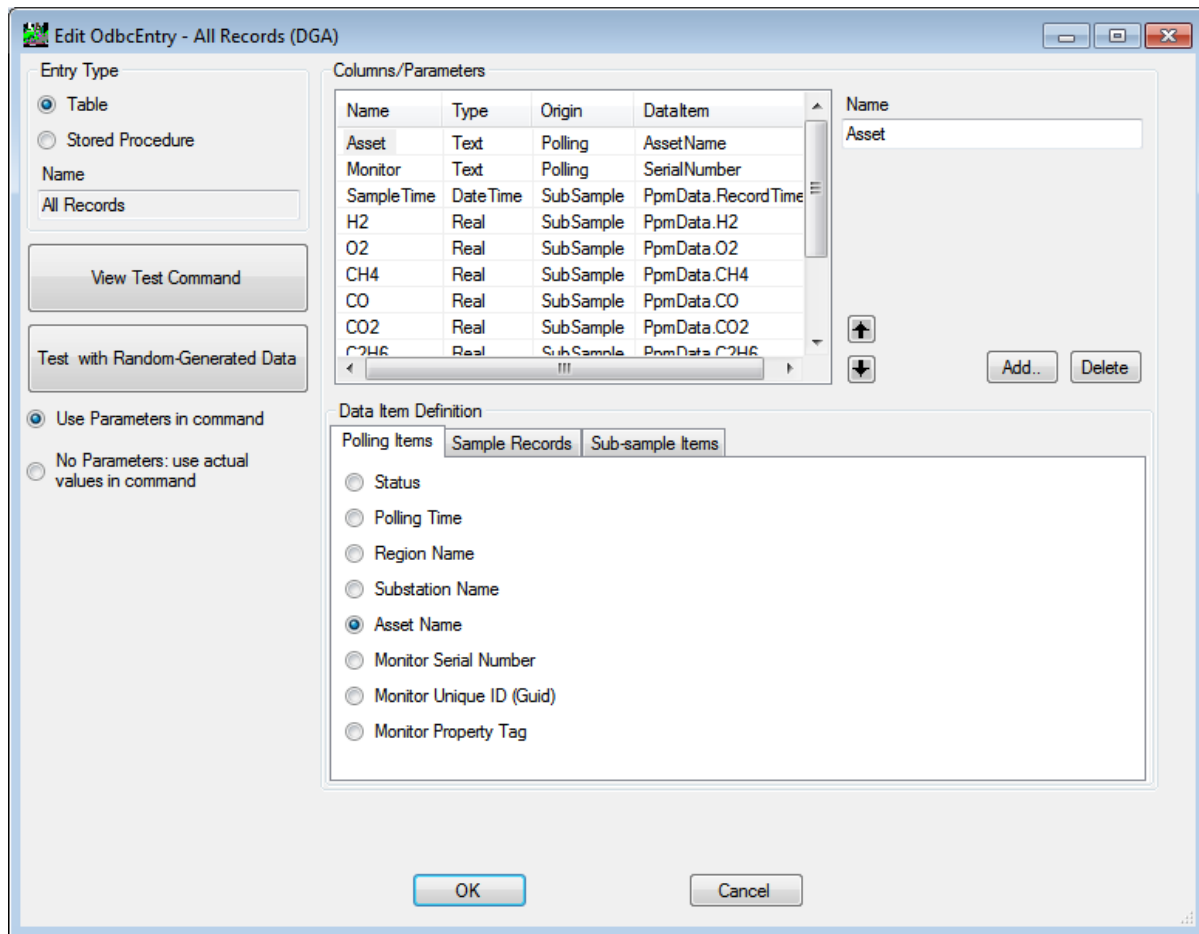 Edit OdbcEntry - All Records (DGA)
Entry Type
Table
Stored Procedure
Name
All Records
View Test Command
Test with Random-Generated Data
Use Parameters in command
No Parameters: use actual
values in command
Columns/Parameters
Name Type Origin DataItem
Asset Text Polling AssetName
Monitor Text Polling SerialNumber
SampleTime DateTime SubSample PpmData.RecordTime
H2 Real SubSample PpmData.H2
O2 Real SubSample PpmData.O2
CH4 Real SubSample PpmData.CH4
CO Real SubSample PpmData.CO
CO2 Real SubSample PpmData.CO2
C2H6 Real SubSample PpmData.C2H6
Name
Asset
Add..
Delete
Data Item Definition
Polling Items Sample Records Sub-sample Items
Status
Polling Time
Region Name
Substation Name
Asset Name
Monitor Serial Number
Monitor Unique ID (Guid)
Monitor Property Tag
OK
Cancel